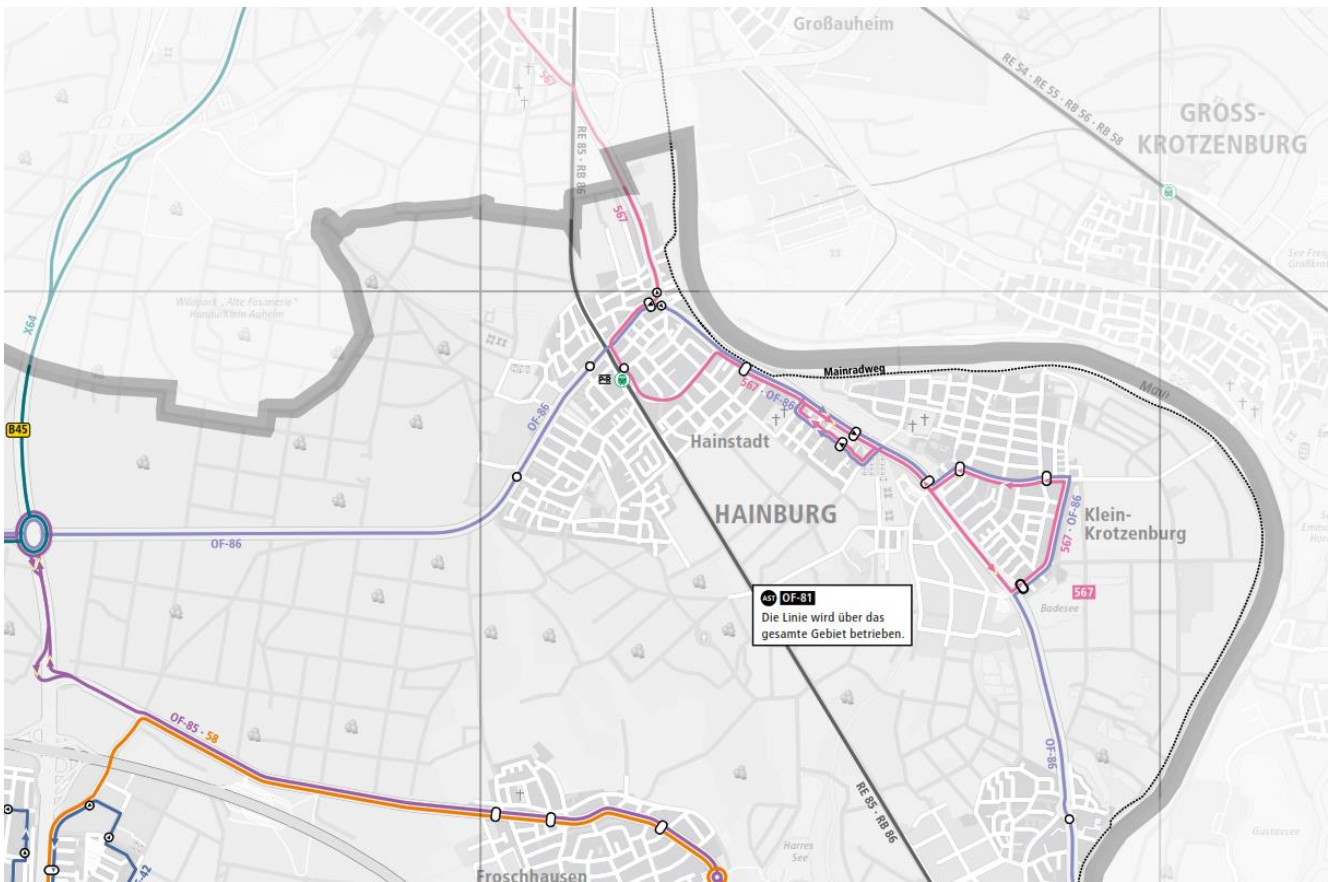 Großauheim
567
RE 54 · RE 55 · RB 56 · RB 58
GROSS-
KROTZENBURG
RE 85 · RB 86
567
Wildpark „Alte Fasanerie“
Hanau/Klein Auheim
X64
Mainradweg
Main
567 · OF-86
B45
OF-86
Hainstadt
HAINBURG
Klein-
Krotzenburg
OF-86
567 · OF-86
AST OF-81
Die Linie wird über das
gesamte Gebiet betrieben.
567
Badesee
OF-85 · 58
OF-86
RE 85 · RB 86
Harres
See
Gustavsee
Froschhausen